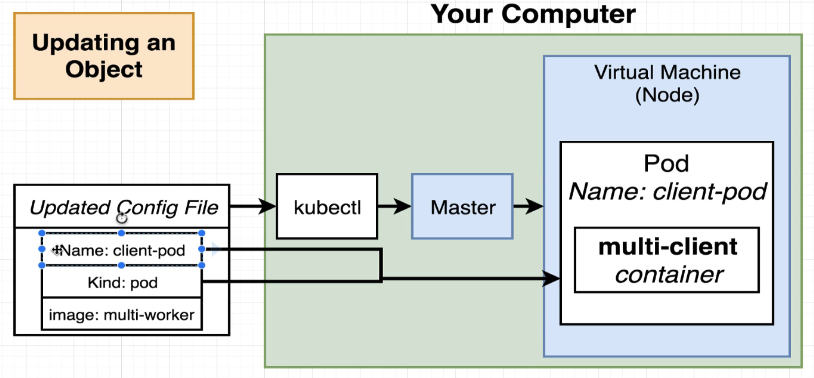 Your Computer
Updating an
Object
Virtual Machine
(Node)
Pod
Name: client-pod
multi-client
container
Updated Config File
kubectl
Master
Name: client-pod
Kind: pod
image: multi-worker